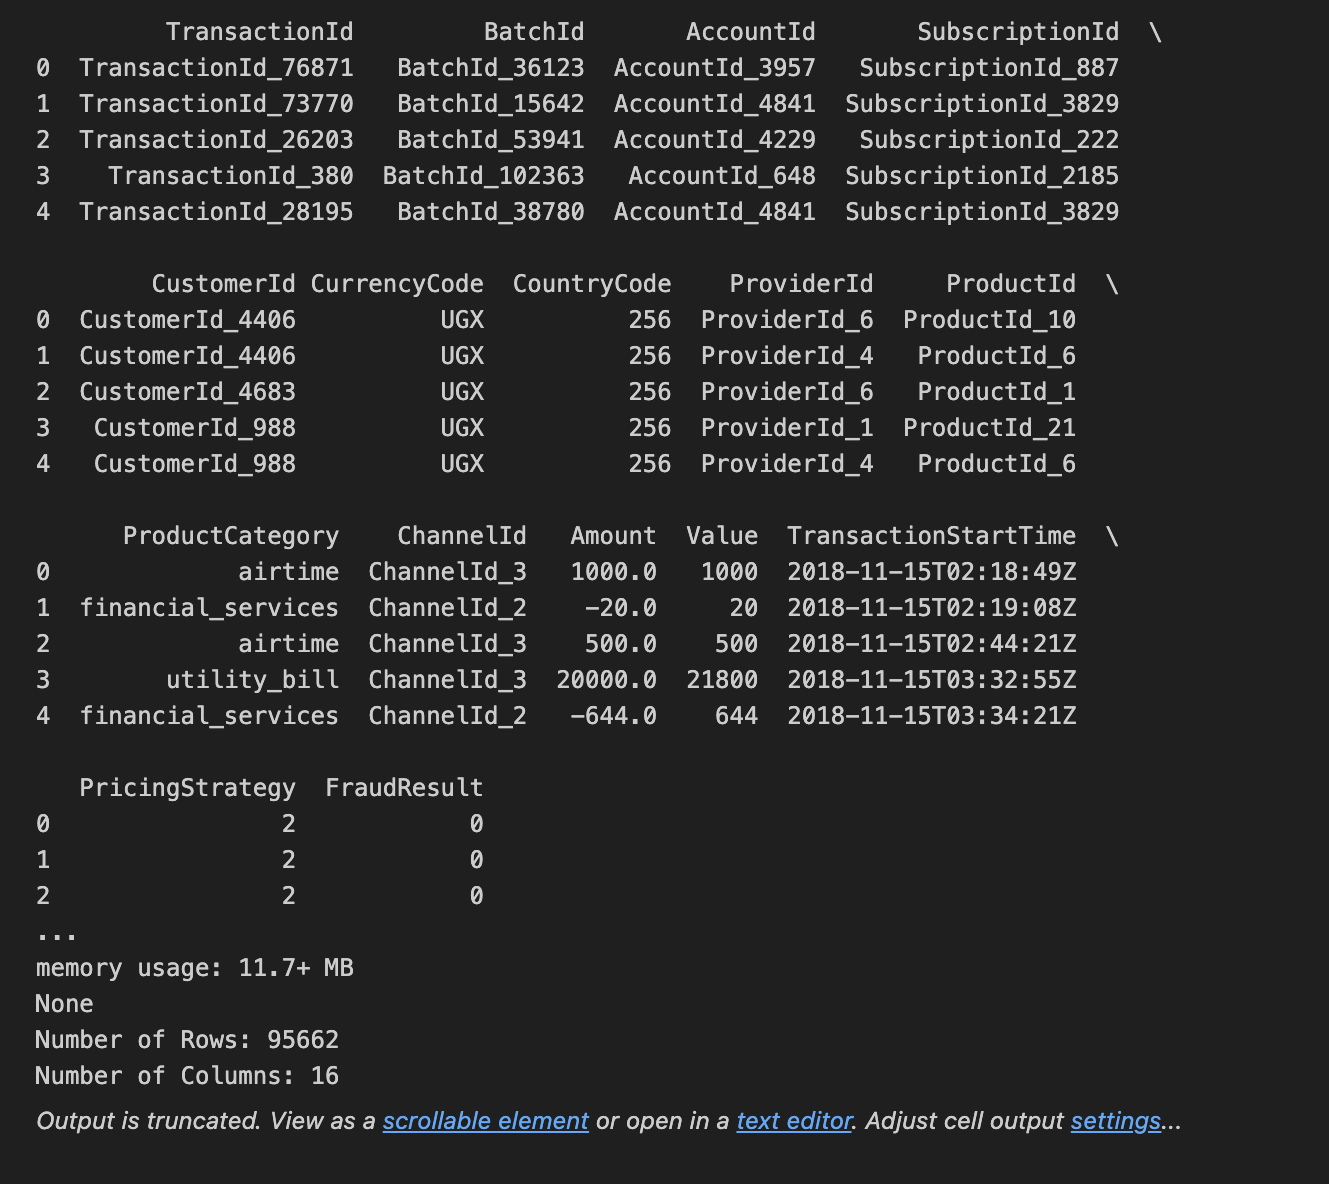 TransactionId BatchId AccountId SubscriptionId \
0 TransactionId_76871 BatchId_36123 AccountId_3957 SubscriptionId_887
1 TransactionId_73770 BatchId_15642 AccountId_4841 SubscriptionId_3829
2 TransactionId_26203 BatchId_53941 AccountId_4229 SubscriptionId_222
3 TransactionId_380 BatchId_102363 AccountId_648 SubscriptionId_2185
4 TransactionId_28195 BatchId_38780 AccountId_4841 SubscriptionId_3829
CustomerId CurrencyCode CountryCode ProviderId ProductId \
0 CustomerId_4406 UGX 256 ProviderId_6 ProductId_10
1 CustomerId_4406 UGX 256 ProviderId_4 ProductId_6
2 CustomerId_4683 UGX 256 ProviderId_6 ProductId_1
3 CustomerId_988 UGX 256 ProviderId_1 ProductId_21
4 CustomerId_988 UGX 256 ProviderId_4 ProductId_6
ProductCategory ChannelId Amount Value TransactionStartTime \
0 airtime ChannelId_3 1000.0 1000 2018-11-15T02:18:49Z
1 financial_services ChannelId_2 -20.0 20 2018-11-15T02:19:08Z
2 airtime ChannelId_3 500.0 500 2018-11-15T02:44:21Z
3 utility_bill ChannelId_3 20000.0 21800 2018-11-15T03:32:55Z
4 financial_services ChannelId_2 -644.0 644 2018-11-15T03:34:21Z
PricingStrategy FraudResult
0 2 0
1 2 0
2 2 0
...
memory usage: 11.7+ MB
None
Number of Rows: 95662
Number of Columns: 16
Output is truncated. View as a scrollable element or open in a text editor. Adjust cell output settings...